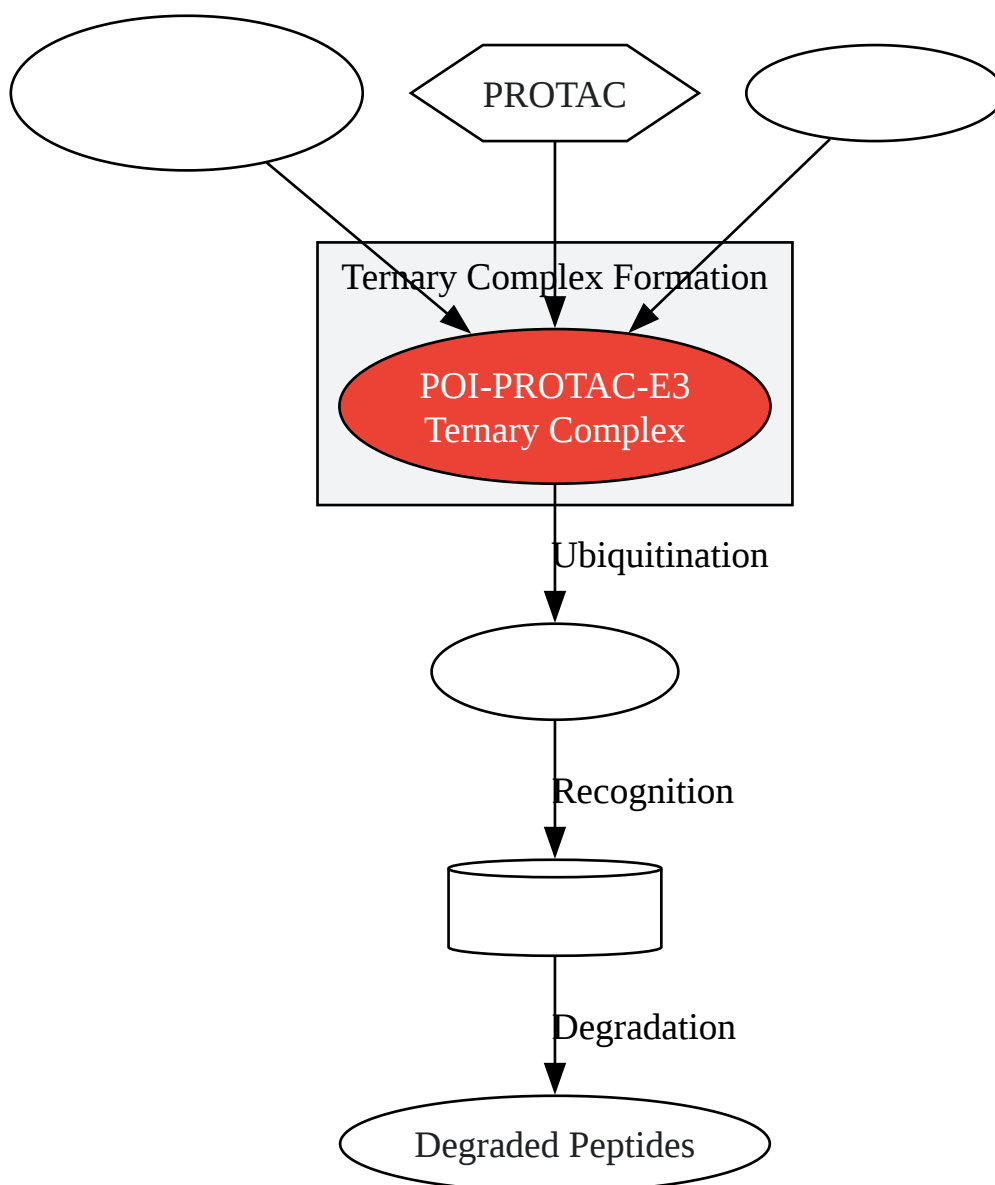 PROTAC
Ternary Complex Formation
POI-PROTAC-E3
Ternary Complex
Ubiquitination
Recognition
Degradation
Degraded Peptides